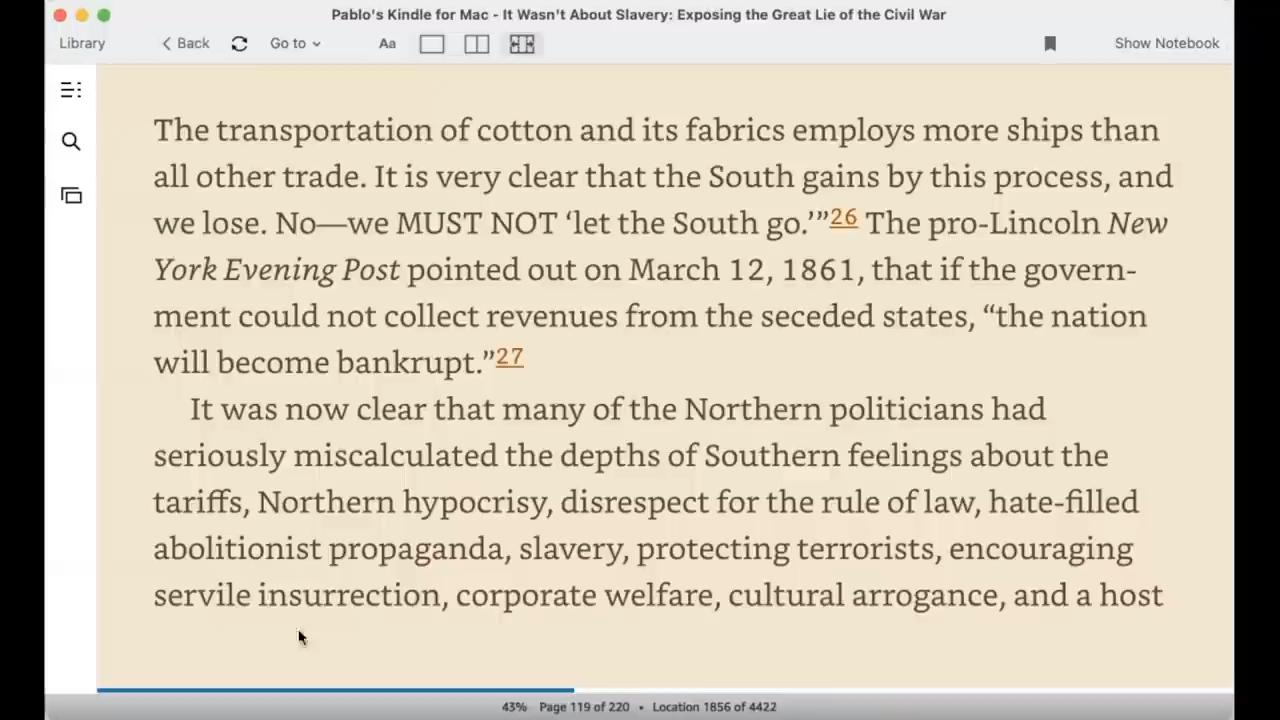 Pablo's Kindle for Mac - It Wasn't About Slavery: Exposing the Great Lie of the Civil War
Library Back Go to Aa Show Notebook
The transportation of cotton and its fabrics employs more ships than
all other trade. It is very clear that the South gains by this process, and
we lose. No—we MUST NOT ‘let the South go.’”26 The pro-Lincoln New
York Evening Post pointed out on March 12, 1861, that if the govern-
ment could not collect revenues from the seceded states, “the nation
will become bankrupt.”27
It was now clear that many of the Northern politicians had
seriously miscalculated the depths of Southern feelings about the
tariffs, Northern hypocrisy, disrespect for the rule of law, hate-filled
abolitionist propaganda, slavery, protecting terrorists, encouraging
servile insurrection, corporate welfare, cultural arrogance, and a host
43% Page 119 of 220 • Location 1856 of 4422